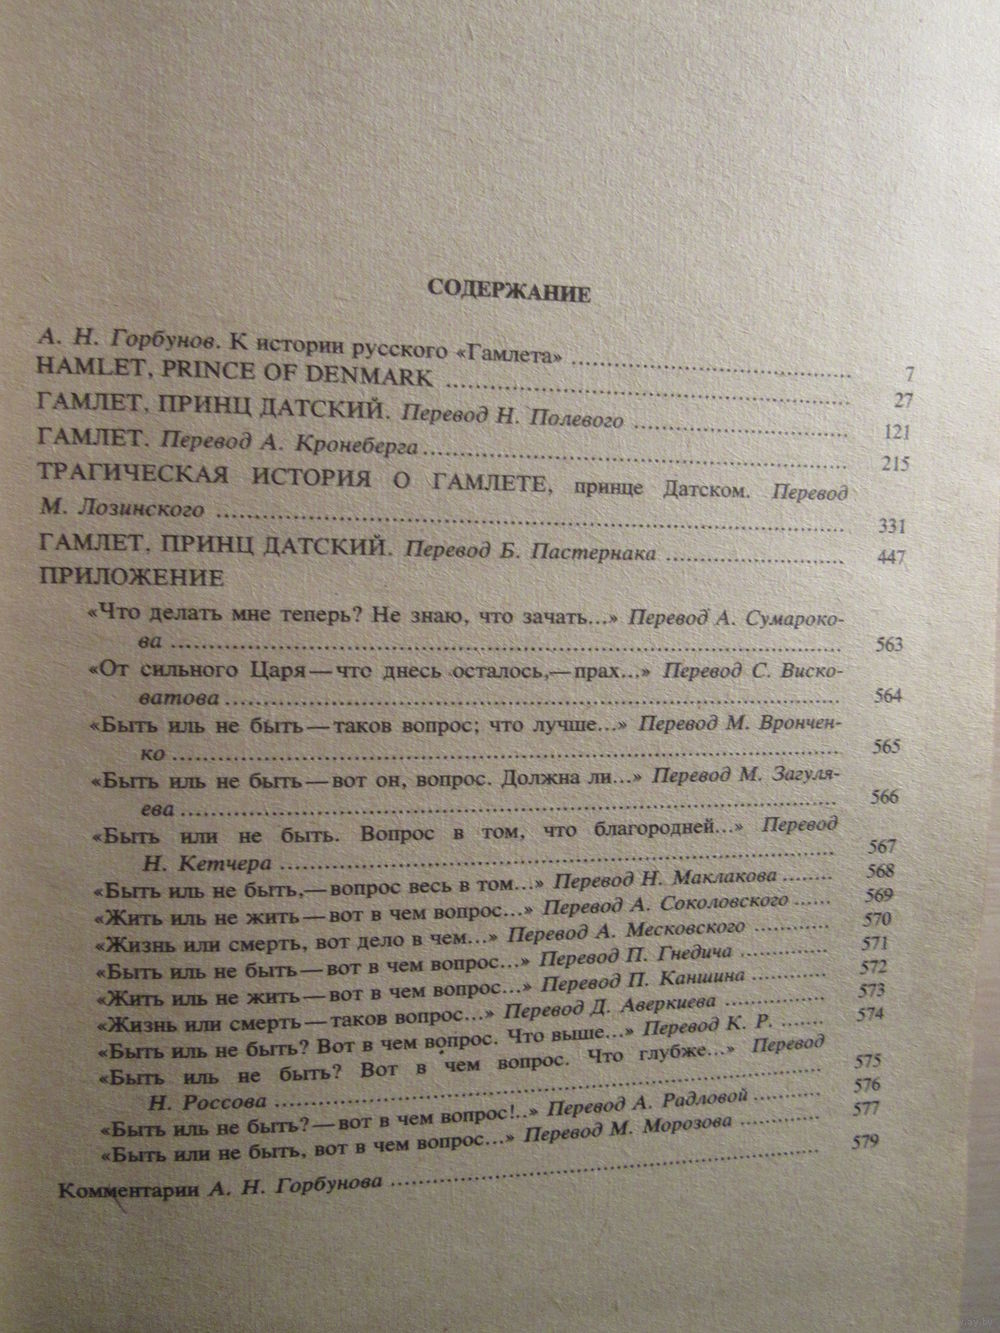 СОДЕРЖАНИЕ
А. Н. Горбунов. К истории русского «Гамлета» ........ 7
HAMLET, PRINCE OF DENMARK ........ 27
ГАМЛЕТ, ПРИНЦ ДАТСКИЙ. Перевод Н. Полевого ........ 121
ГАМЛЕТ. Перевод А. Кронеберга ........ 215
ТРАГИЧЕСКАЯ ИСТОРИЯ О ГАМЛЕТЕ, принце Датском. Перевод
М. Лозинского ........ 331
ГАМЛЕТ, ПРИНЦ ДАТСКИЙ. Перевод Б. Пастернака ........ 447
ПРИЛОЖЕНИЕ
«Что делать мне теперь? Не знаю, что зачать...» Перевод А. Сумароко-
ва ........ 563
«От сильного Царя—что днесь осталось,—прах...» Перевод С. Виско-
ватова ........ 564
«Быть иль не быть—таков вопрос; что лучше...» Перевод М. Врончен-
ко ........ 565
«Быть иль не быть—вот он, вопрос. Должна ли...» Перевод М. Загуля-
ева ........ 566
«Быть или не быть. Вопрос в том, что благородней...» Перевод
Н. Кетчера ........ 567
«Быть иль не быть,—вопрос весь в том...» Перевод Н. Маклакова ........ 568
«Жить иль не жить—вот в чем вопрос...» Перевод А. Соколовского ...... 569
«Жизнь или смерть, вот дело в чем...» Перевод А. Месковского ........ 570
«Быть иль не быть—вот в чем вопрос...» Перевод П. Гнедича ........ 571
«Жить иль не жить—вот в чем вопрос...» Перевод П. Каншина ........ 572
«Жизнь или смерть—таков вопрос...» Перевод Д. Аверкиева ........ 573
«Быть иль не быть? Вот в чем вопрос. Что выше...» Перевод К. Р. ....... 574
«Быть иль не быть? Вот в чем вопрос. Что глубже...» Перевод
Н. Россова ........ 575
«Быть иль не быть?—вот в чем вопрос!..» Перевод А. Радловой ........ 576
«Быть или не быть, вот в чем вопрос...» Перевод М. Морозова ........ 577
Комментарии А. Н. Горбунова ........ 579